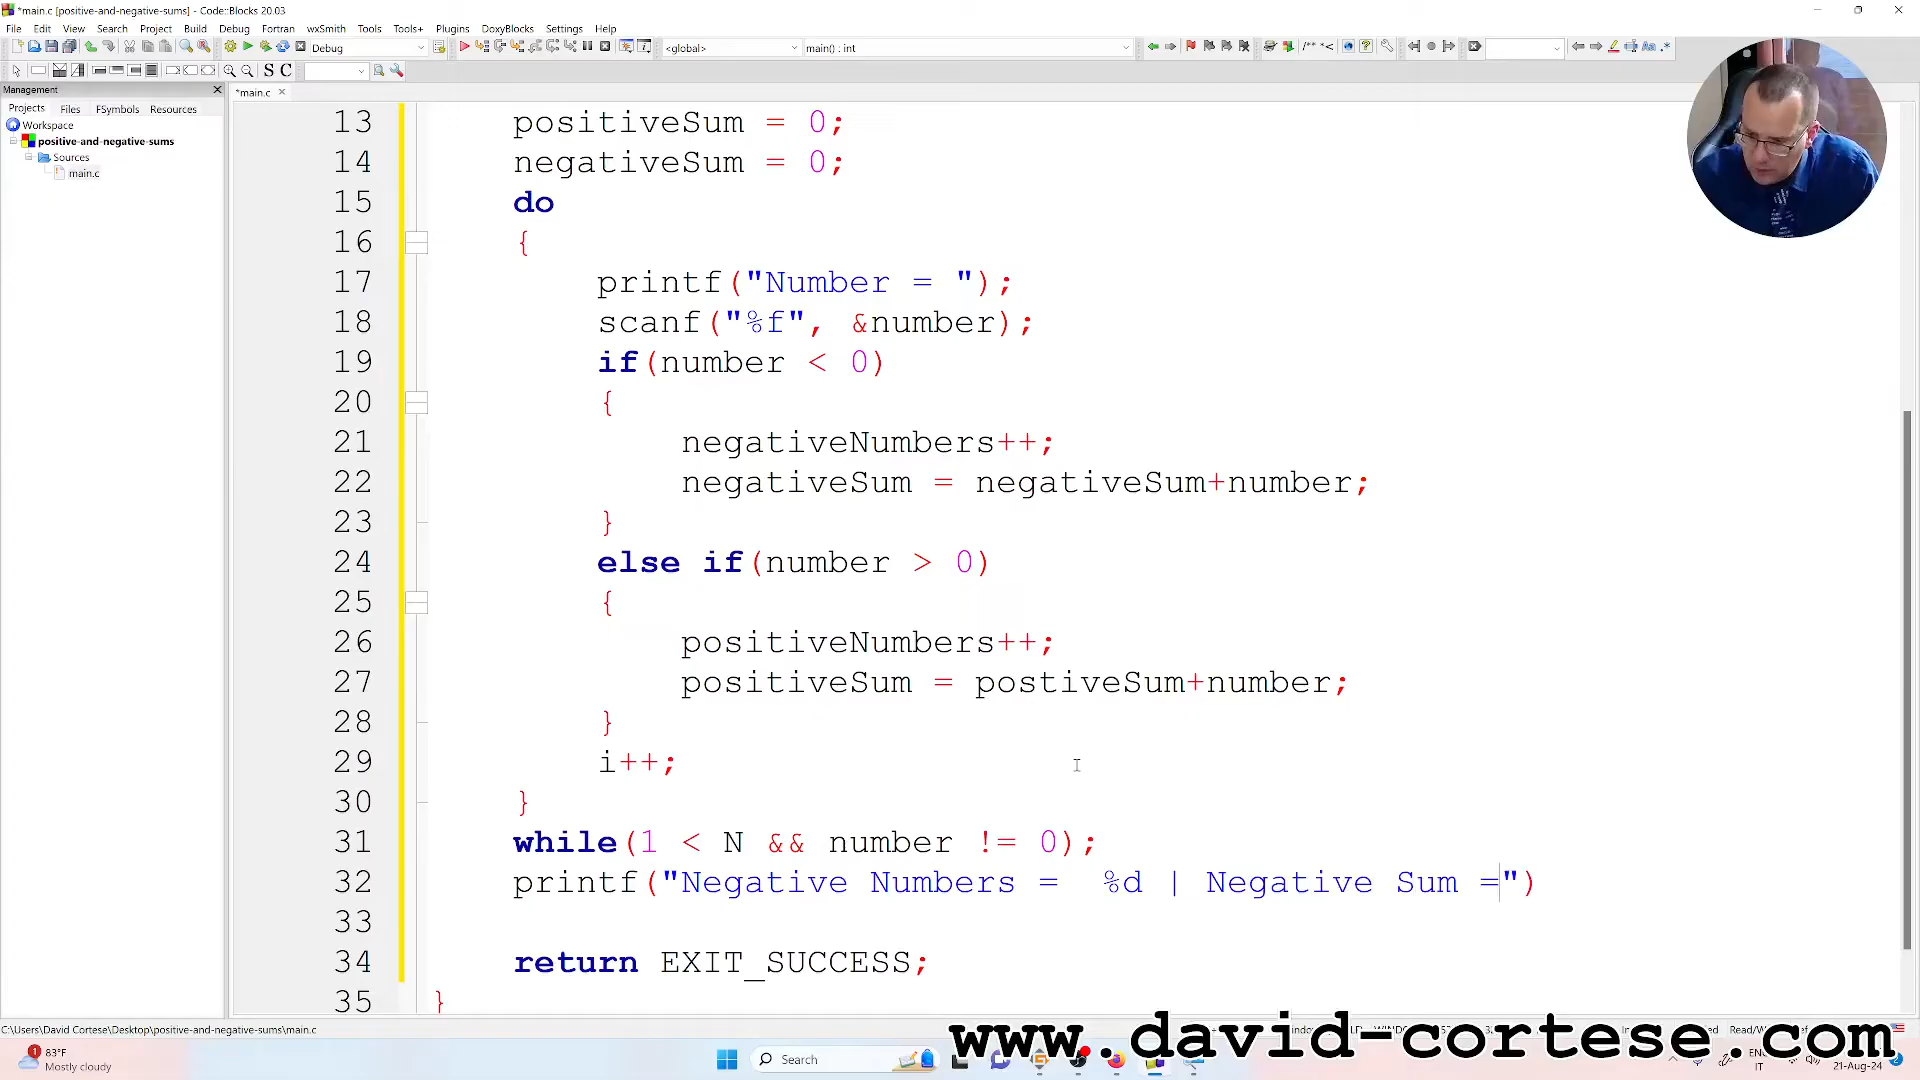 *main.c [positive-and-negative-sums] - Code::Blocks 20.03
File Edit View Search Project Build Debug Fortran wxSmith Tools Tools+ Plugins DoxyBlocks Settings Help
Debug <global> main() : int
S C
Management
Projects Files FSymbols Resources
*main.c
Workspace
positive-and-negative-sums
Sources
main.c
13 positiveSum = 0;
14 negativeSum = 0;
15 do
16 {
17 printf("Number = ");
18 scanf("%f", &number);
19 if(number < 0)
20 {
21 negativeNumbers++;
22 negativeSum = negativeSum+number;
23 }
24 else if(number > 0)
25 {
26 positiveNumbers++;
27 positiveSum = postiveSum+number;
28 }
29 i++;
30 }
31 while(1 < N && number != 0);
32 printf("Negative Numbers =  %d | Negative Sum =")
33
34 return EXIT_SUCCESS;
35 }
C:\Users\David Cortese\Desktop\positive-and-negative-sums\main.c
www.david-cortese.com
83°F
Mostly cloudy
Search
IT
21-Aug-24